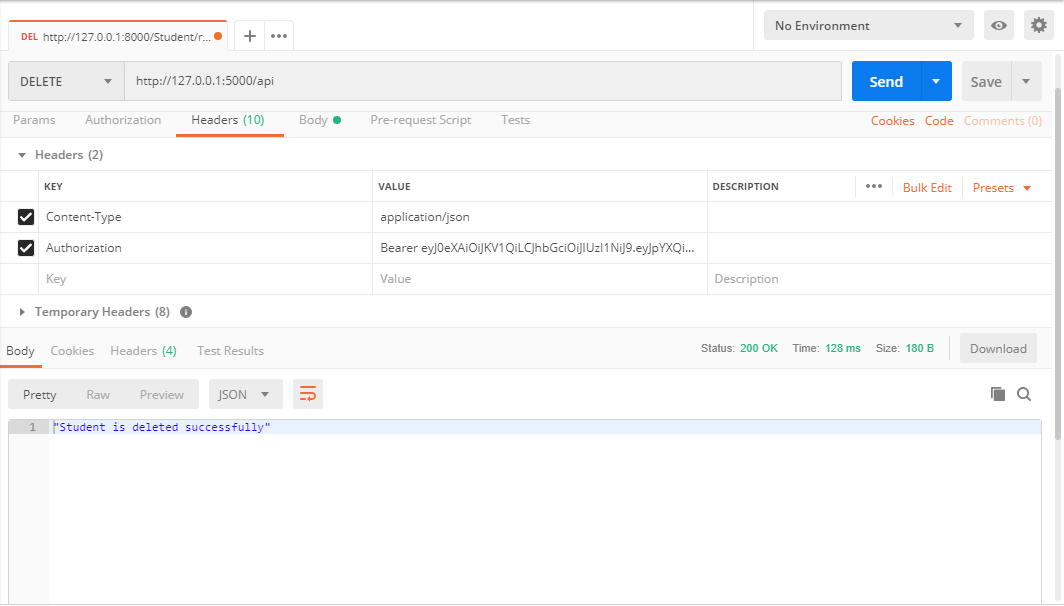 DEL http://127.0.0.1:8000/Student/r...
No Environment
DELETE http://127.0.0.1:5000/api Send Save
Params Authorization Headers (10) Body Pre-request Script Tests Cookies Code Comments (0)
Headers (2)
KEY VALUE DESCRIPTION ••• Bulk Edit Presets
Content-Type application/json
Authorization Bearer eyJ0eXAiOiJKV1QiLCJhbGciOiJIUzI1NiJ9.eyJpYXQi...
Key Value Description
Temporary Headers (8)
Body Cookies Headers (4) Test Results Status: 200 OK Time: 128 ms Size: 180 B Download
Pretty Raw Preview JSON
1 "Student is deleted successfully"